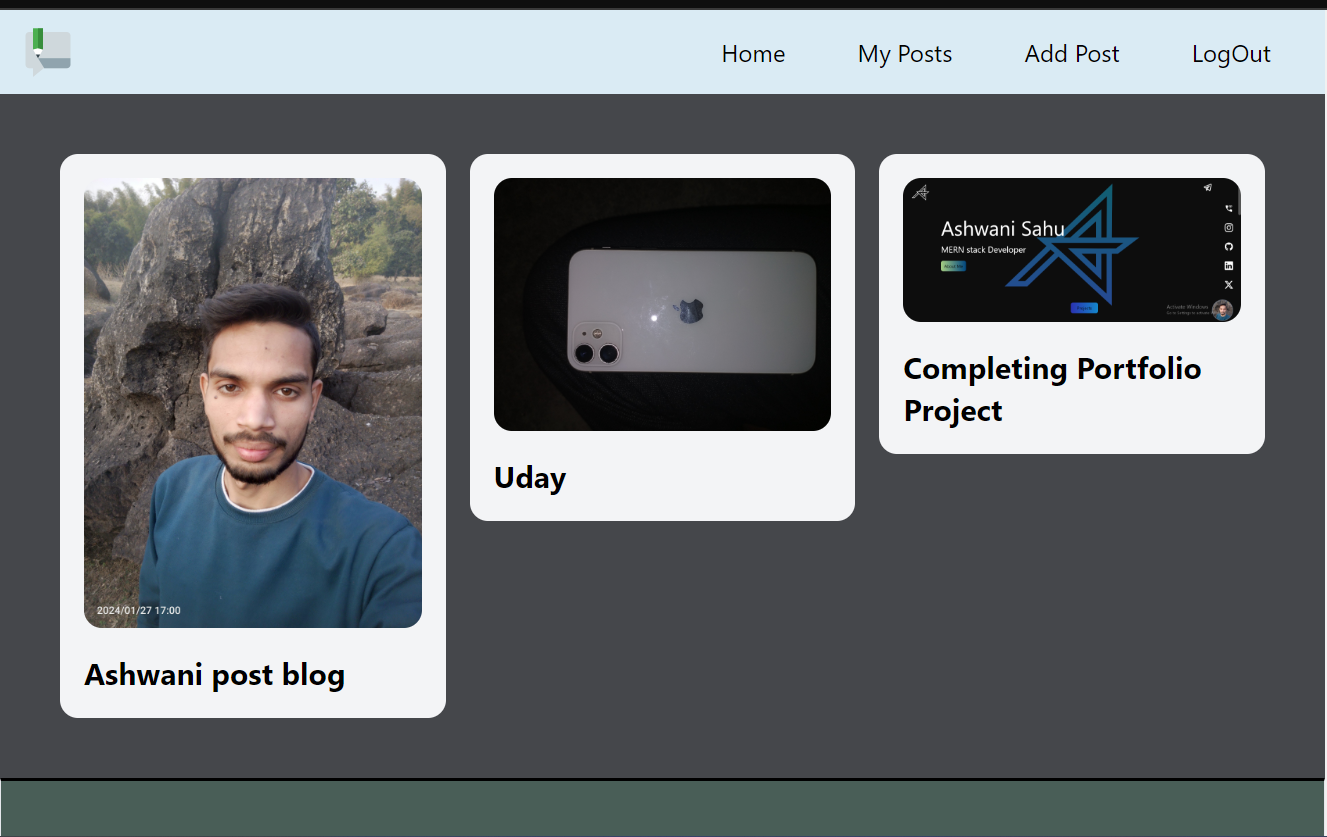 Home My Posts Add Post LogOut
2024/01/27 17:00
Ashwani post blog
Uday
Ashwani Sahu
MERN stack Developer
Activate Windows
Completing Portfolio
Project